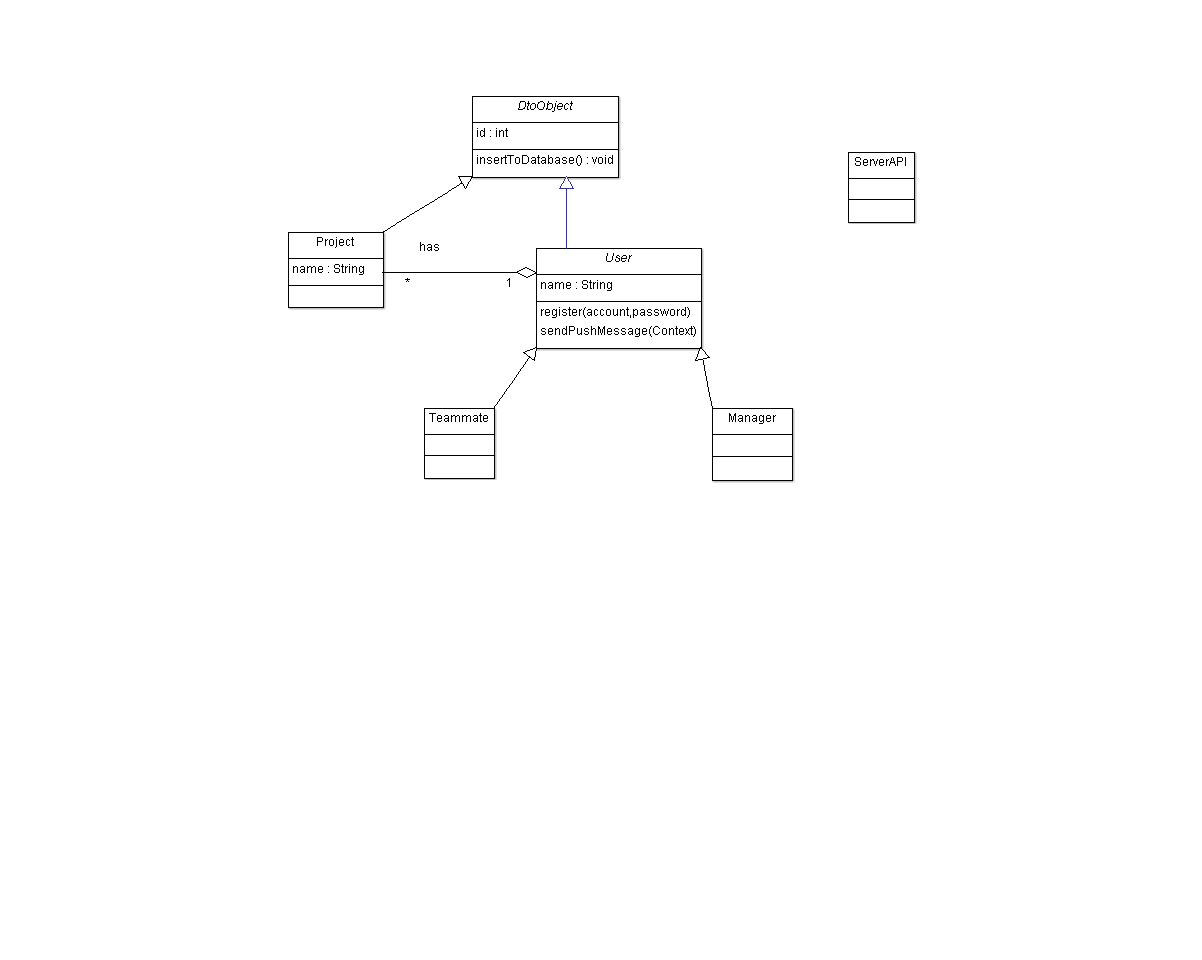 DtoObject
id : int
insertToDatabase() : void
ServerAPI
Project
name : String
has
*
1
User
name : String
register(account,password)
sendPushMessage(Context)
Teammate
Manager